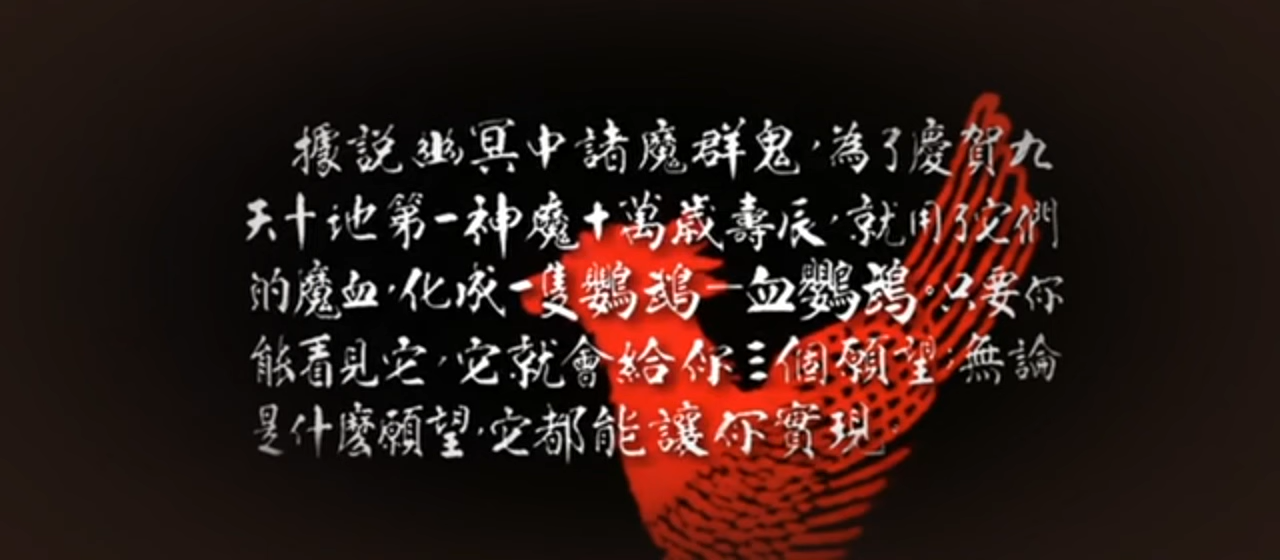 據說幽冥中諸魔群鬼，為了慶賀九
天十地第一神魔十萬歲壽辰，就用了它們
的魔血，化成一隻鸚鵡—血鸚鵡。只要你
能看見它，它就會給你三個願望；無論
是什麼願望，它都能讓你實現